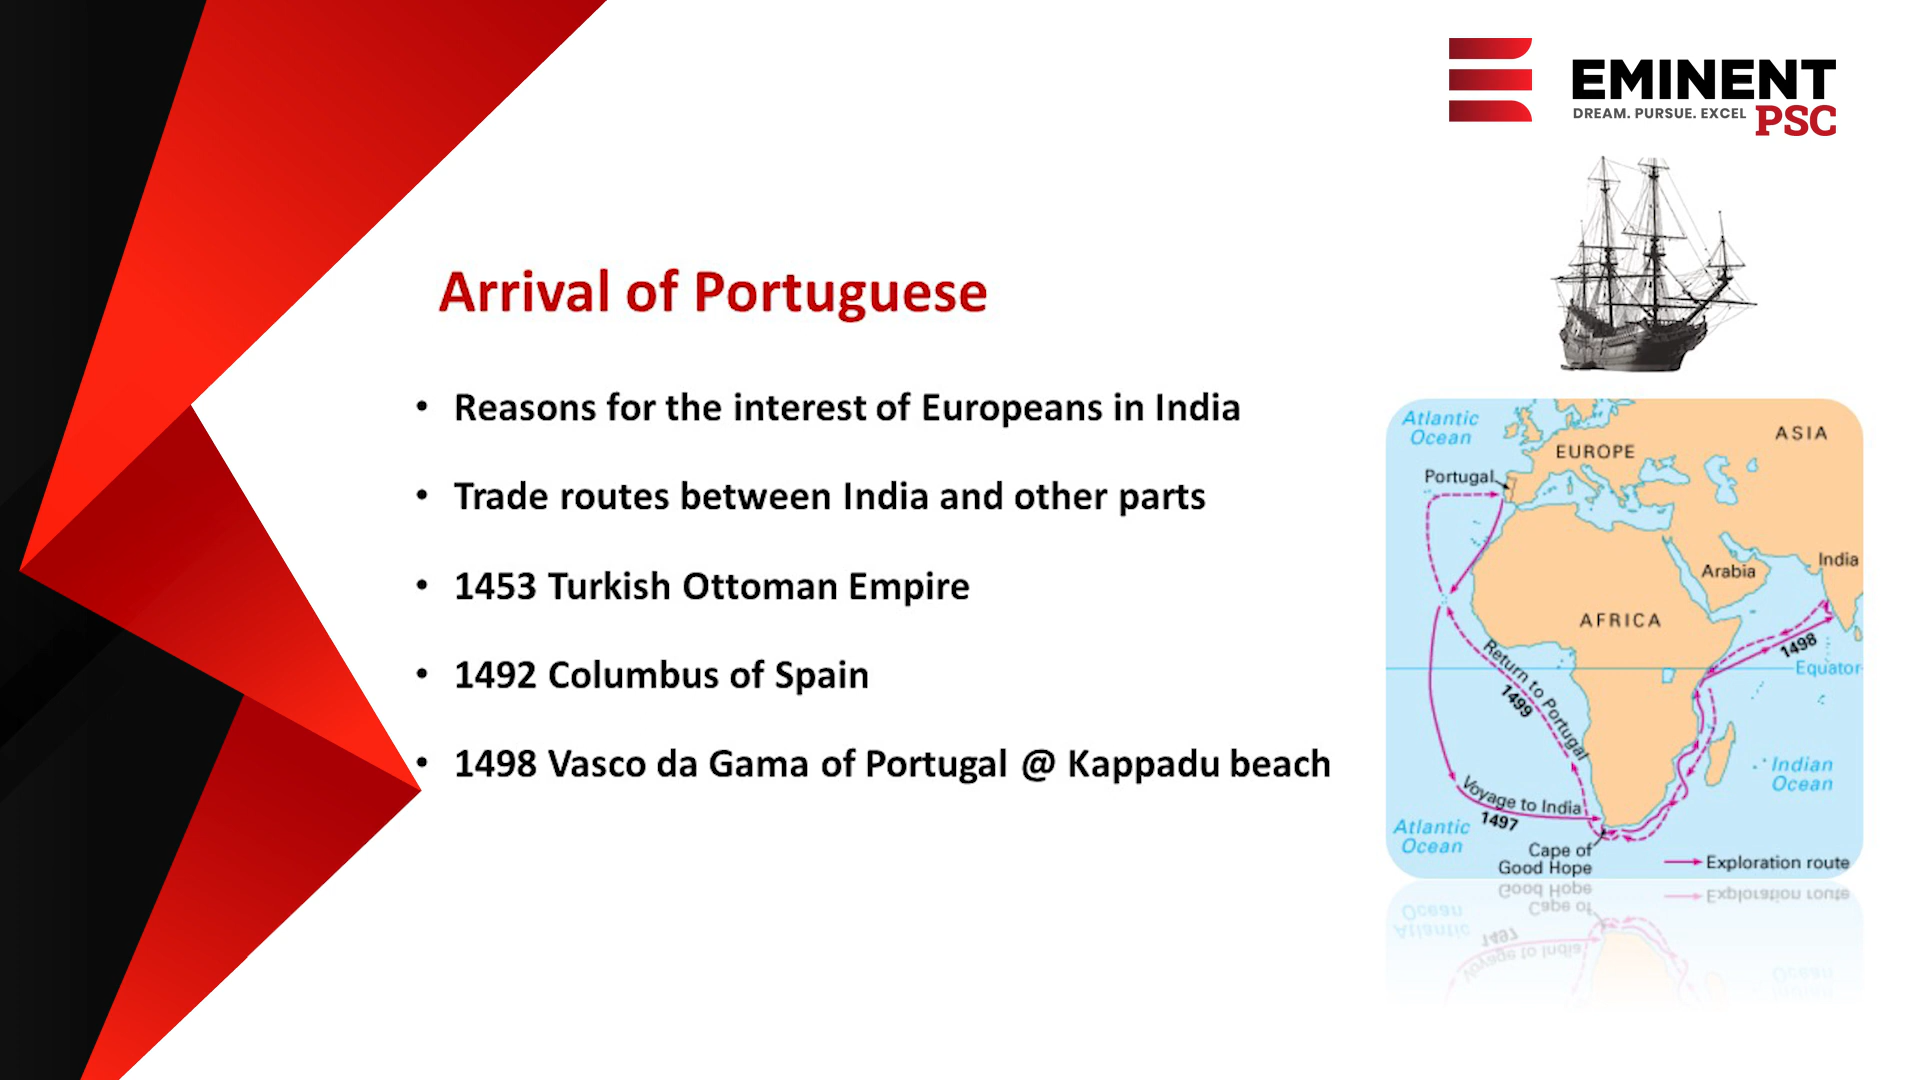 EMINENT
DREAM. PURSUE. EXCEL PSC
Arrival of Portuguese
• Reasons for the interest of Europeans in India
• Trade routes between India and other parts
• 1453 Turkish Ottoman Empire
• 1492 Columbus of Spain
• 1498 Vasco da Gama of Portugal @ Kappadu beach
Atlantic
Ocean
EUROPE
ASIA
Portugal
India
Arabia
AFRICA
1498
Equator
Return to Portugal
1499
Indian
Ocean
Voyage to India
1497
Atlantic
Ocean
Cape of
Good Hope
Exploration route